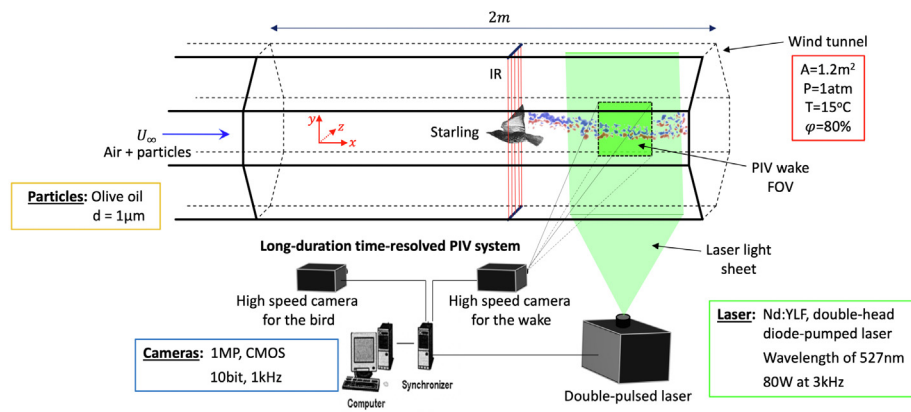 2m
Wind tunnel
IR
A=1.2m²
P=1atm
T=15°C
φ=80%
y
z
x
U∞
Air + particles
Starling
PIV wake
FOV
Particles: Olive oil
d = 1μm
Long-duration time-resolved PIV system
Laser light
sheet
High speed camera
for the bird
High speed camera
for the wake
Laser: Nd:YLF, double-head
diode-pumped laser
Wavelength of 527nm
80W at 3kHz
Cameras: 1MP, CMOS
10bit, 1kHz
Computer
Synchronizer
Double-pulsed laser